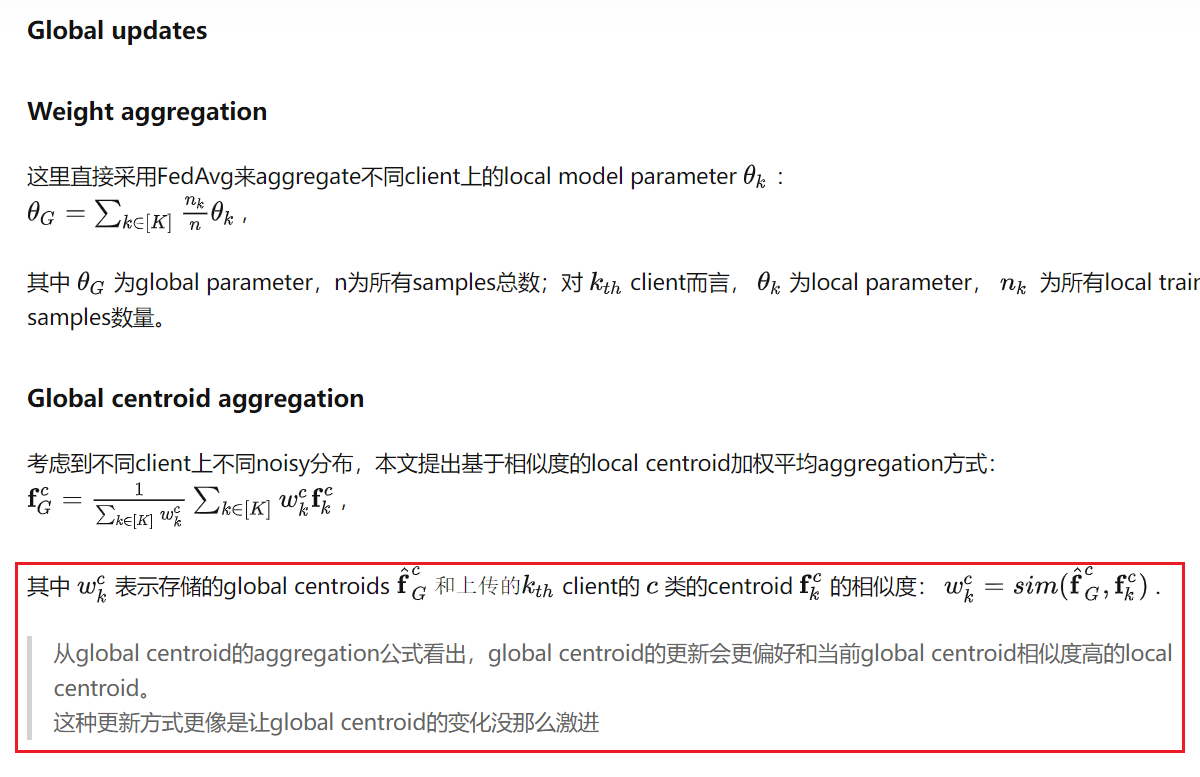 Global updates
Weight aggregation
这里直接采用FedAvg来aggregate不同client上的local model parameter θ_k ：
θ_G = ∑_{k∈[K]} \frac{n_k}{n} θ_k ，
其中 θ_G 为global parameter，n为所有samples总数；对 k_{th} client而言， θ_k 为local parameter， n_k 为所有local train
samples数量。
Global centroid aggregation
考虑到不同client上不同noisy分布，本文提出基于相似度的local centroid加权平均aggregation方式：
\mathbf{f}_G^c = \frac{1}{∑_{k∈[K]} w_k^c} ∑_{k∈[K]} w_k^c \mathbf{f}_k^c ，
其中 w_k^c 表示存储的global centroids \hat{\mathbf{f}}_G^c 和上传的k_{th} client的 c 类的centroid \mathbf{f}_k^c 的相似度： w_k^c = sim(\hat{\mathbf{f}}_G^c, \mathbf{f}_k^c) .
从global centroid的aggregation公式看出，global centroid的更新会更偏好和当前global centroid相似度高的local
centroid。
这种更新方式更像是让global centroid的变化没那么激进